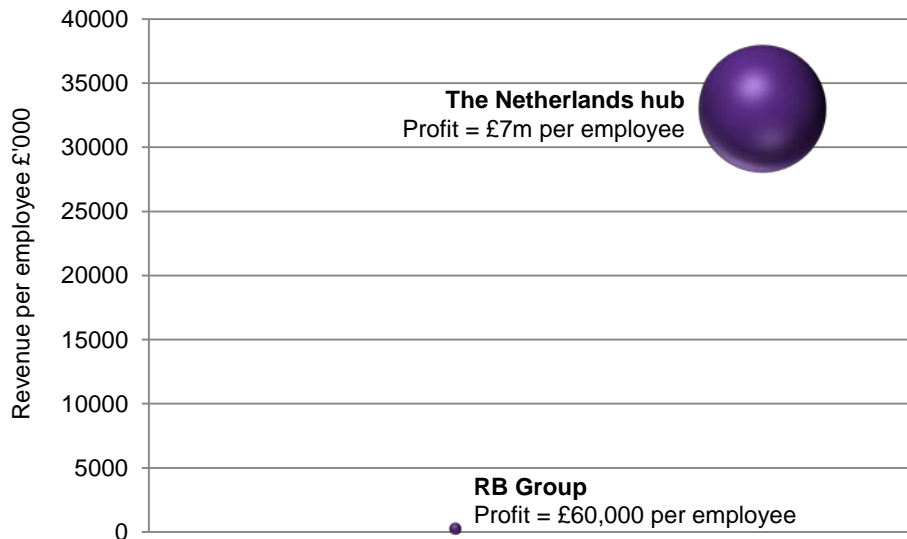 40000
35000
30000
25000
20000
15000
10000
5000
0
Revenue per employee £'000
The Netherlands hub
Profit = £7m per employee
RB Group
Profit = £60,000 per employee